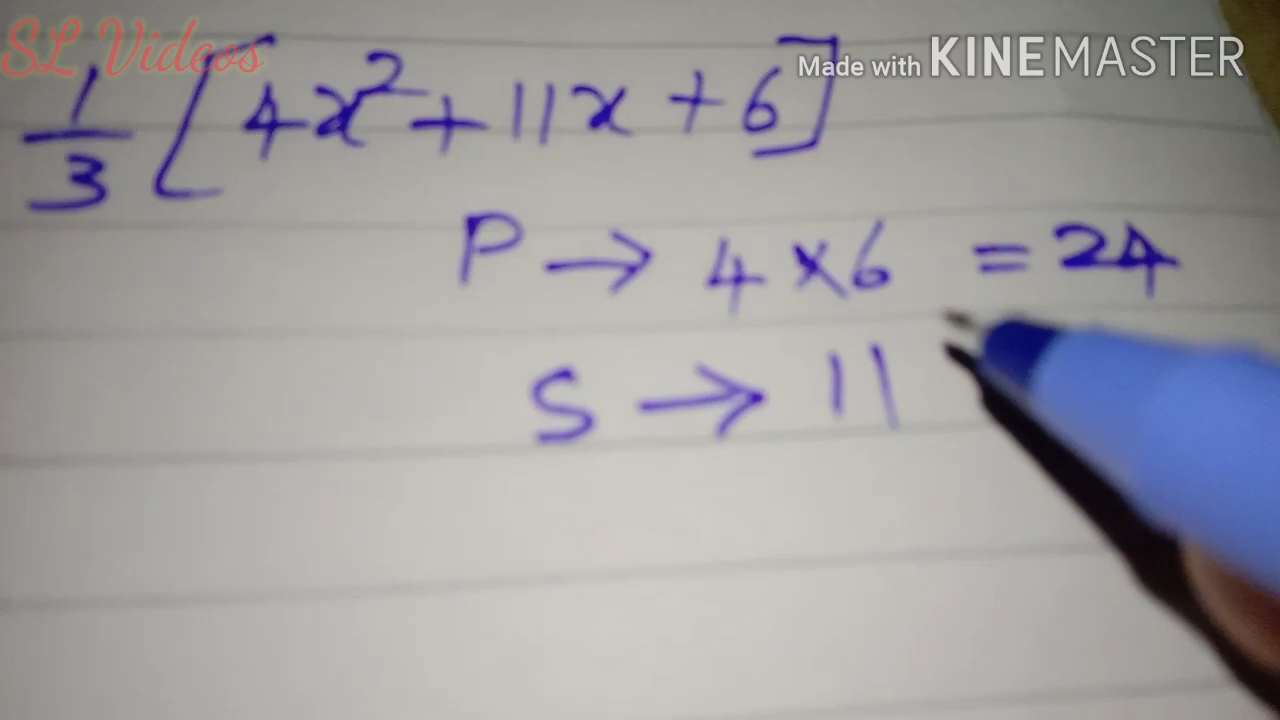 SL Videos
Made with KINEMASTER
1/3 [4x² + 11x + 6]
P → 4 × 6 = 24
S → 11